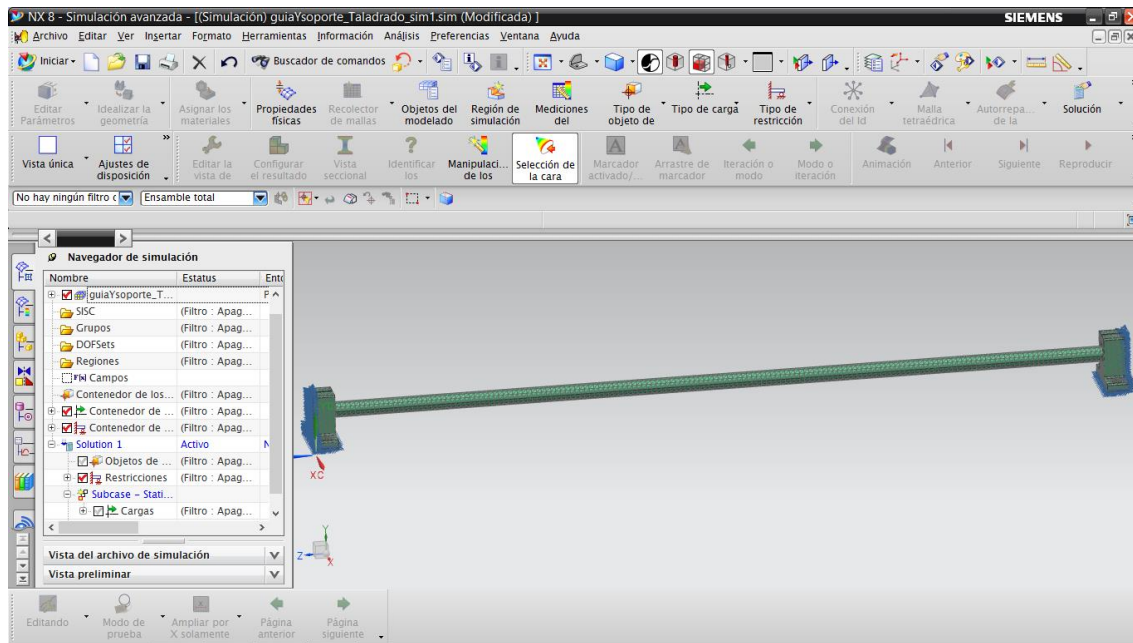 NX 8 - Simulación avanzada - [(Simulación) guiaYsoporte_Taladrado_sim1.sim (Modificada) ] SIEMENS
Archivo Editar Ver Insertar Formato Herramientas Información Análisis Preferencias Ventana Ayuda
Iniciar Buscador de comandos
Editar Parámetros
Idealizar la geometría
Asignar los materiales
Propiedades físicas
Recolector de mallas
Objetos del modelado
Región de simulación
Mediciones del
Tipo de objeto de
Tipo de carga
Tipo de restricción
Conexión del Id
Malla tetraédrica
Autorrepa... de la
Solución
Vista única
Ajustes de disposición
»
Editar la vista de
Configurar el resultado
Vista seccional
Identificar los
Manipulaci... de los
Selección de la cara
Marcador activado/...
Arrastre de marcador
Iteración o modo
Modo o iteración
Animación
Anterior
Siguiente
Reproducir
No hay ningún filtro c
Ensamble total
Navegador de simulación
Nombre Estatus Ento
guiaYsoporte_T... F
SISC (Filtro : Apag...
Grupos (Filtro : Apag...
DOFSets (Filtro : Apag...
Regiones (Filtro : Apag...
Campos
Contenedor de los... (Filtro : Apag...
Contenedor de ... (Filtro : Apag...
Contenedor de ... (Filtro : Apag...
Solution 1 Activo N
Objetos de ... (Filtro : Apag...
Restricciones (Filtro : Apag...
Subcase - Stati...
Cargas (Filtro : Apag...
XC
Y
Z
X
Vista del archivo de simulación
Vista preliminar
Editando
Modo de prueba
Ampliar por X solamente
Página anterior
Página siguiente